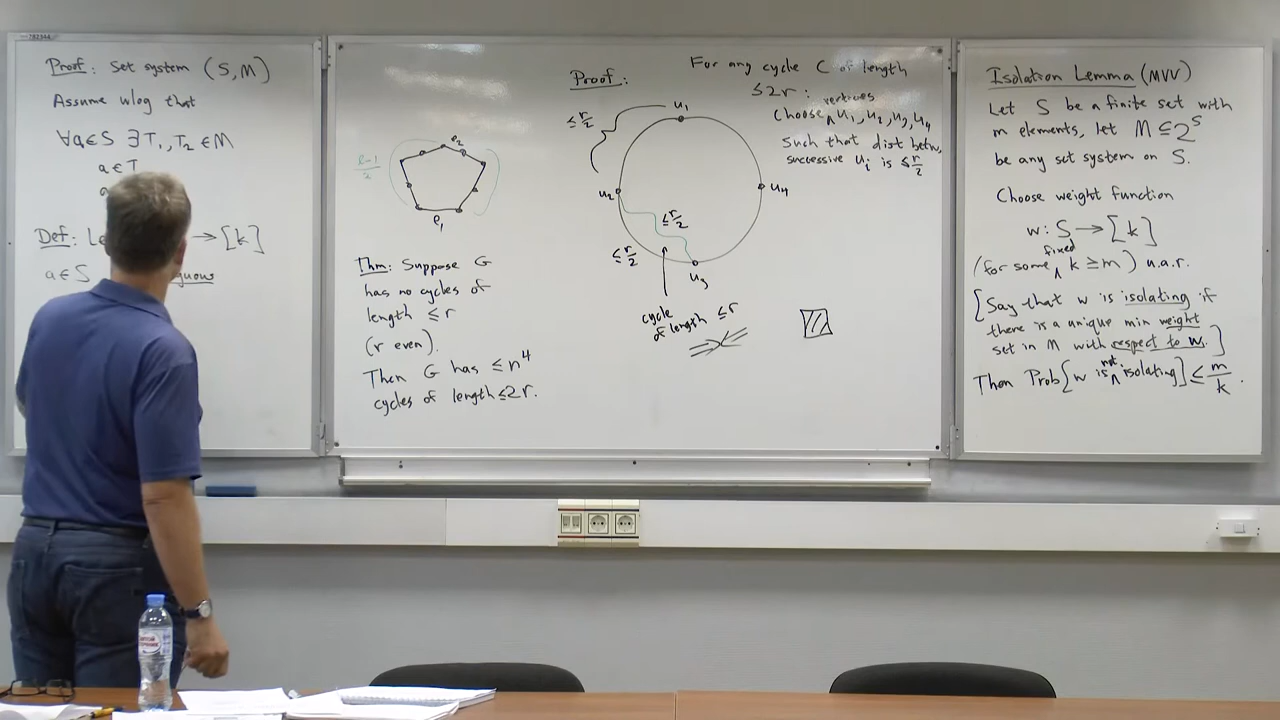 Proof: Set system (S,M)
Assume wlog that
∀a∈S ∃T₁,T₂∈M
a∈T
Def: → [k]
a∈S
l-1/2
e₂
e₁
Thm: Suppose G
has no cycles of
length ≤ r
(r even).
Then G has ≤ n⁴
cycles of length ≤2r.
Proof:
≤ r/2
u₁
u₂
u₄
≤ r/2
≤ r/2
u₃
cycle
of length ≤ r
For any cycle C of length
≤2r:
vertices
Choose ∧ u₁, u₂, u₃, u₄
Such that dist betw.
successive uᵢ is ≤ r/2
Isolation Lemma (MVV)
Let S be a finite set with
m elements, let M ⊆ 2ˢ
be any set system on S.
Choose weight function
w: S → [k]
fixed
(for some ∧ k ≥ m) u.a.r.
[Say that w is isolating if
there is a unique min weight
set in M with respect to w.]
not
Then Prob[w is ∧ isolating] ≤ m/k.